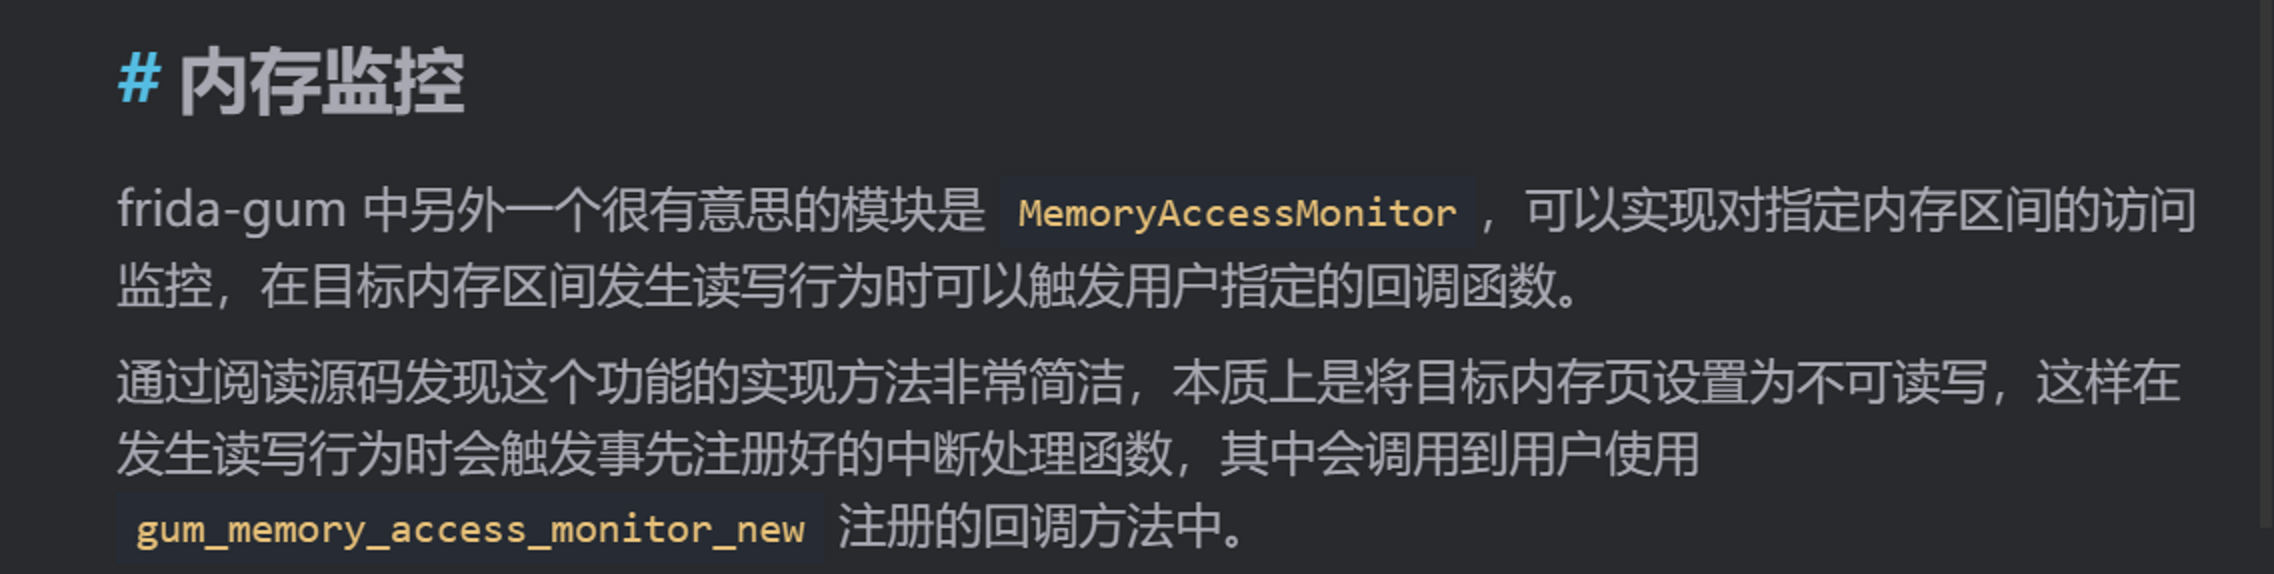 # 内存监控
frida-gum 中另外一个很有意思的模块是 MemoryAccessMonitor ，可以实现对指定内存区间的访问
监控，在目标内存区间发生读写行为时可以触发用户指定的回调函数。
通过阅读源码发现这个功能的实现方法非常简洁，本质上是将目标内存页设置为不可读写，这样在
发生读写行为时会触发事先注册好的中断处理函数，其中会调用到用户使用
gum_memory_access_monitor_new 注册的回调方法中。